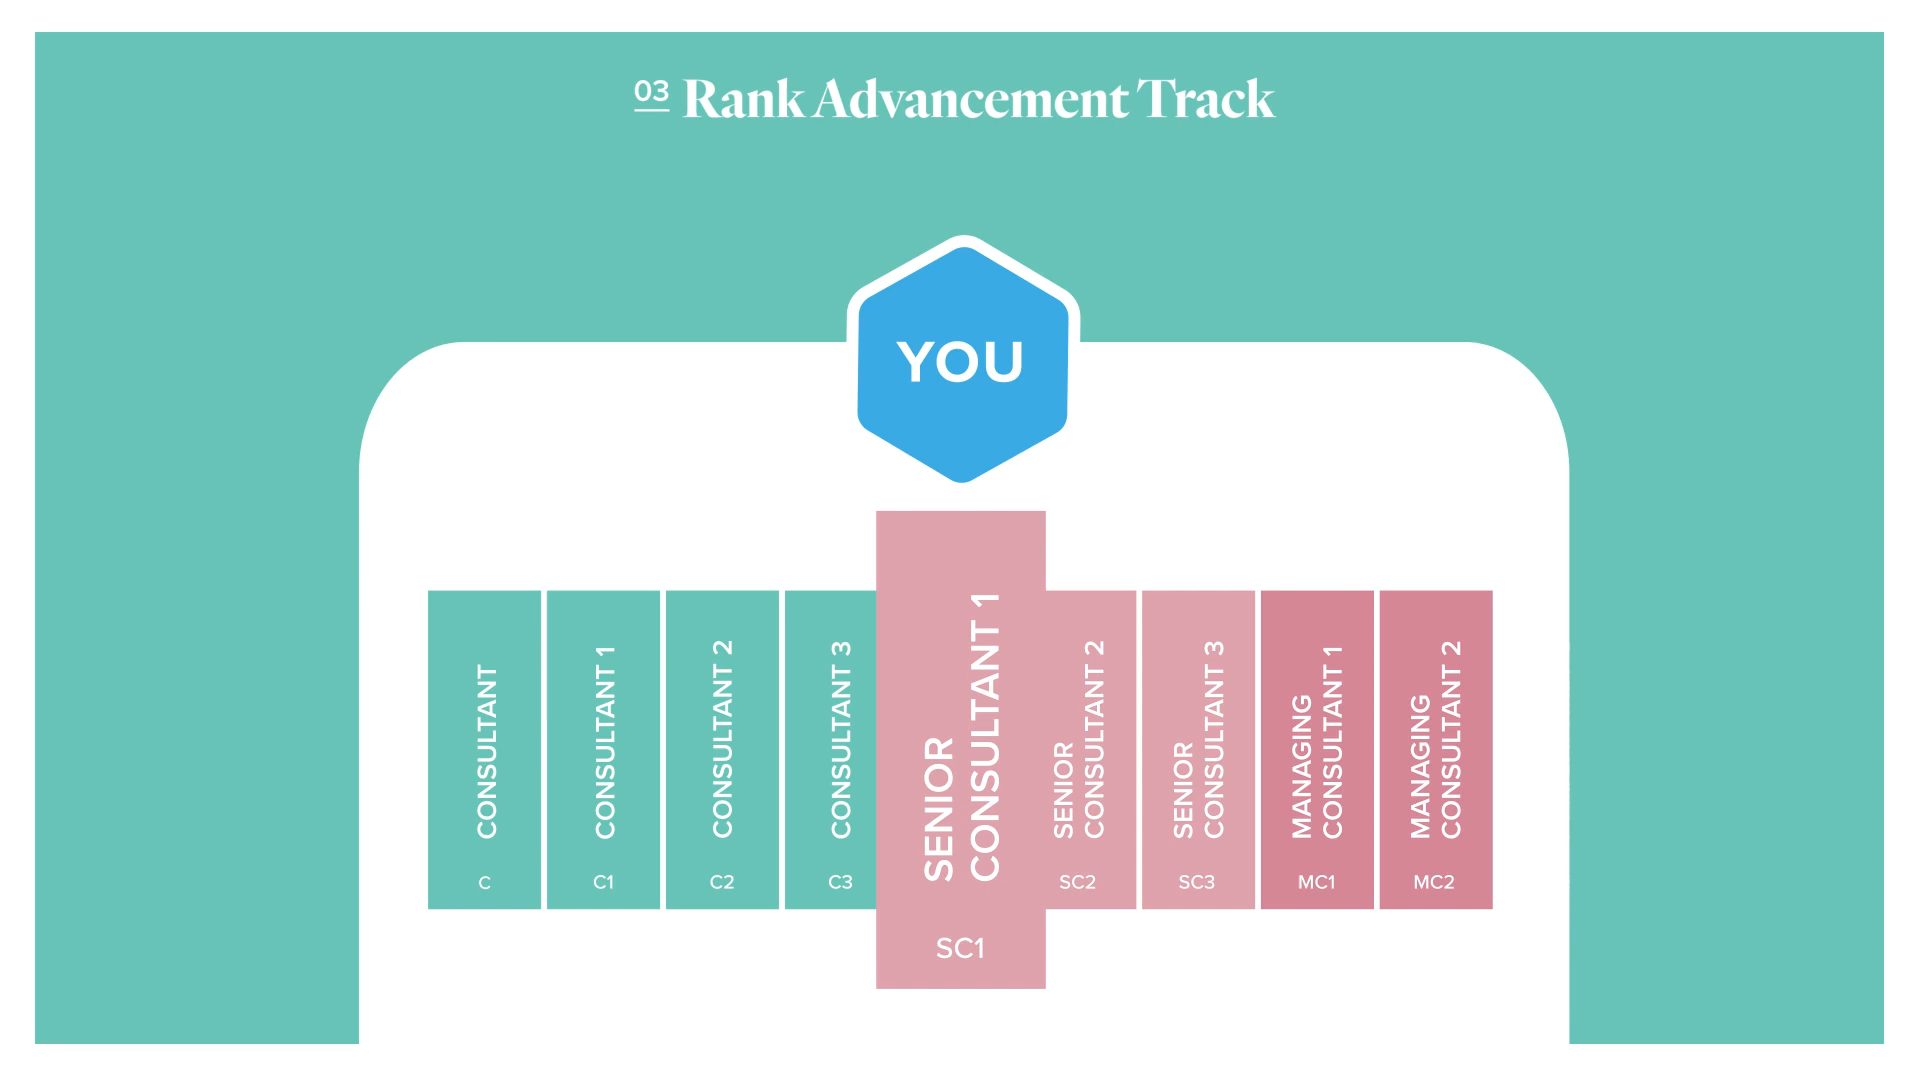 03 Rank Advancement Track
YOU
CONSULTANT
C
CONSULTANT 1
C1
CONSULTANT 2
C2
CONSULTANT 3
C3
SENIOR
CONSULTANT 1
SC1
SENIOR
CONSULTANT 2
SC2
SENIOR
CONSULTANT 3
SC3
MANAGING
CONSULTANT 1
MC1
MANAGING
CONSULTANT 2
MC2